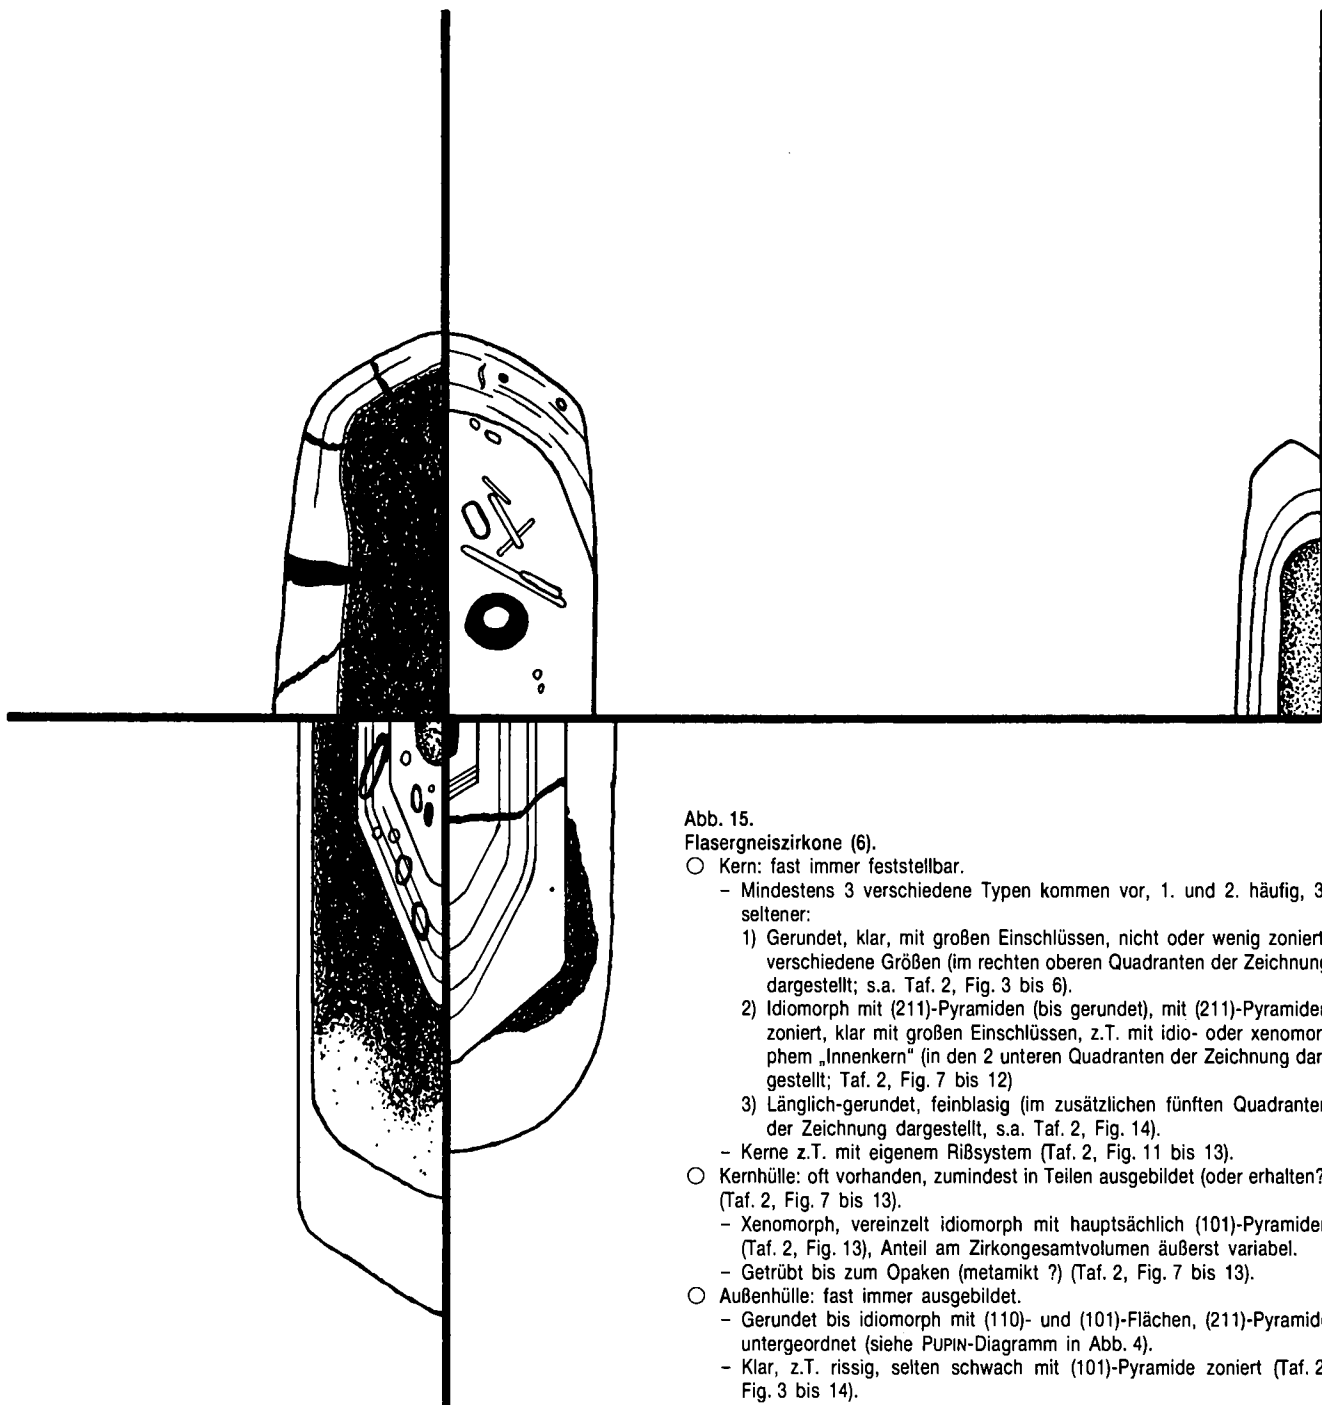 Abb. 15.
Flasergneiszirkone (6).
○ Kern: fast immer feststellbar.
– Mindestens 3 verschiedene Typen kommen vor, 1. und 2. häufig, 3
seltener:
1) Gerundet, klar, mit großen Einschlüssen, nicht oder wenig zoniert
verschiedene Größen (im rechten oberen Quadranten der Zeichnung
dargestellt; s.a. Taf. 2, Fig. 3 bis 6).
2) Idiomorph mit (211)-Pyramiden (bis gerundet), mit (211)-Pyramiden
zoniert, klar mit großen Einschlüssen, z.T. mit idio- oder xenomor
phem „Innenkern“ (in den 2 unteren Quadranten der Zeichnung dar
gestellt; Taf. 2, Fig. 7 bis 12)
3) Länglich-gerundet, feinblasig (im zusätzlichen fünften Quadranten
der Zeichnung dargestellt, s.a. Taf. 2, Fig. 14).
– Kerne z.T. mit eigenem Rißsystem (Taf. 2, Fig. 11 bis 13).
○ Kernhülle: oft vorhanden, zumindest in Teilen ausgebildet (oder erhalten?
(Taf. 2, Fig. 7 bis 13).
– Xenomorph, vereinzelt idiomorph mit hauptsächlich (101)-Pyramiden
(Taf. 2, Fig. 13), Anteil am Zirkongesamtvolumen äußerst variabel.
– Getrübt bis zum Opaken (metamikt ?) (Taf. 2, Fig. 7 bis 13).
○ Außenhülle: fast immer ausgebildet.
– Gerundet bis idiomorph mit (110)- und (101)-Flächen, (211)-Pyramide
untergeordnet (siehe PUPIN-Diagramm in Abb. 4).
– Klar, z.T. rissig, selten schwach mit (101)-Pyramide zoniert (Taf. 2
Fig. 3 bis 14).